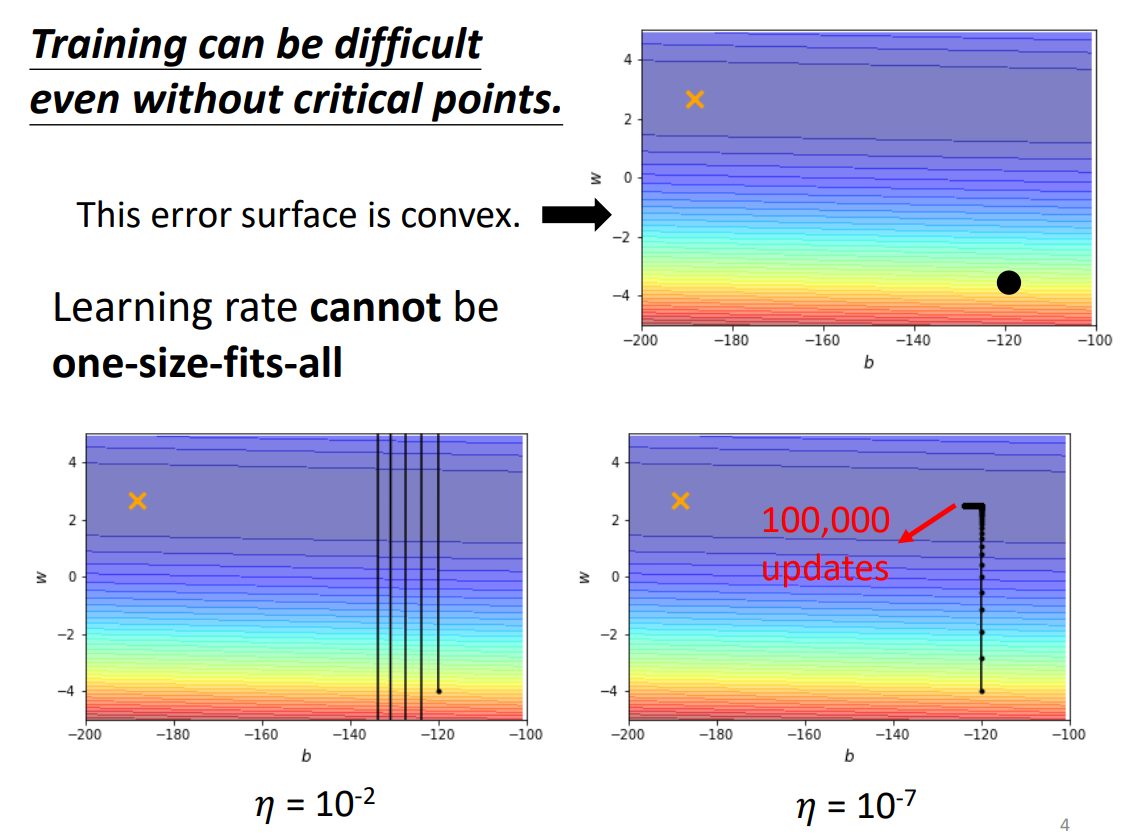 Training can be difficult
even without critical points.
This error surface is convex.
Learning rate cannot be
one-size-fits-all
4
2
0
−2
−4
w
−200 −180 −160 −140 −120 −100
b
4
2
0
−2
−4
w
−200 −180 −160 −140 −120 −100
b
η = 10-2
100,000
updates
4
2
0
−2
−4
w
−200 −180 −160 −140 −120 −100
b
η = 10-7
4